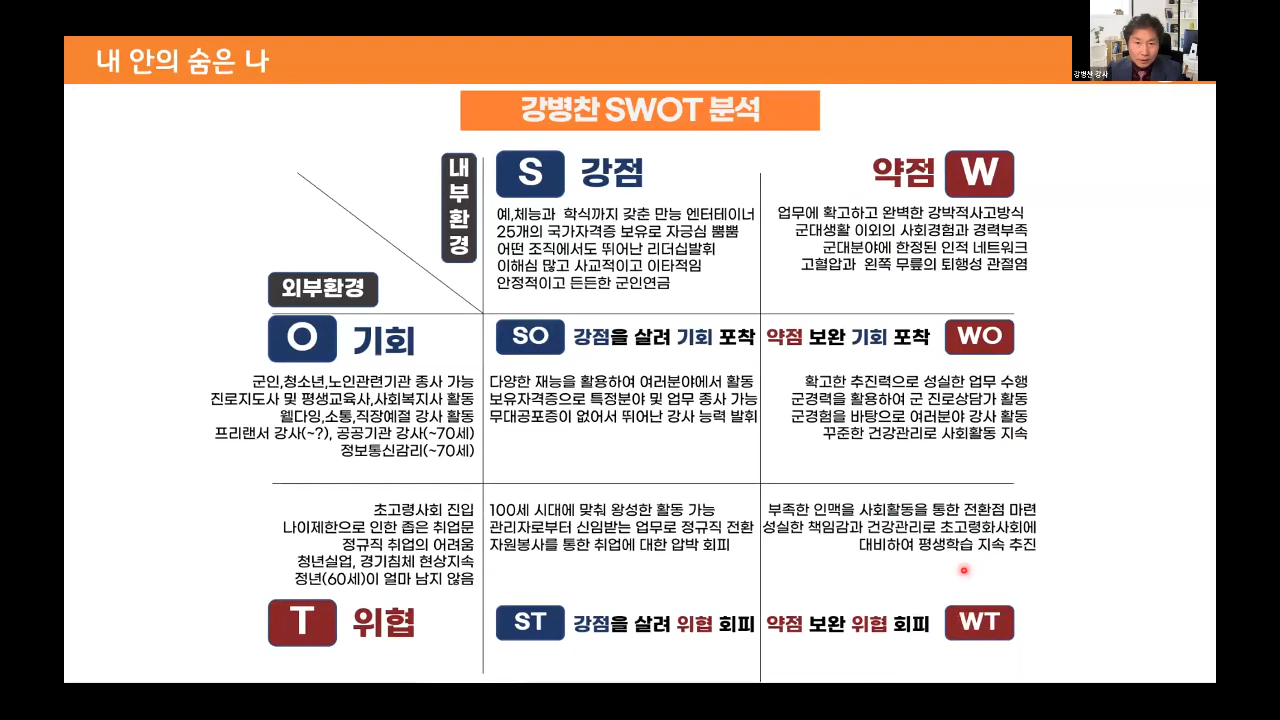 내 안의 숨은 나
강병찬 강사
강병찬 SWOT 분석
내부환경
외부환경
S 강점
예,체능과 학식까지 갖춘 만능 엔터테이너
25개의 국가자격증 보유로 자긍심 뿜뿜
어떤 조직에서도 뛰어난 리더십발휘
이해심 많고 사교적이고 이타적임
안정적이고 든든한 군인연금
약점 W
업무에 확고하고 완벽한 강박적사고방식
군대생활 이외의 사회경험과 경력부족
군대분야에 한정된 인적 네트워크
고혈압과 왼쪽 무릎의 퇴행성 관절염
O 기회
군인,청소년,노인관련기관 종사 가능
진로지도사 및 평생교육사,사회복지사 활동
웰다잉,소통,직장예절 강사 활동
프리랜서 강사(~?), 공공기관 강사(~70세)
정보통신감리(~70세)
SO 강점을 살려 기회 포착
다양한 재능을 활용하여 여러분야에서 활동
보유자격증으로 특정분야 및 업무 종사 가능
무대공포증이 없어서 뛰어난 강사 능력 발휘
약점 보완 기회 포착 WO
확고한 추진력으로 성실한 업무 수행
군경력을 활용하여 군 진로상담가 활동
군경험을 바탕으로 여러분야 강사 활동
꾸준한 건강관리로 사회활동 지속
초고령사회 진입
나이제한으로 인한 좁은 취업문
정규직 취업의 어려움
청년실업, 경기침체 현상지속
정년(60세)이 얼마 남지 않음
T 위협
100세 시대에 맞춰 왕성한 활동 가능
관리자로부터 신임받는 업무로 정규직 전환
자원봉사를 통한 취업에 대한 압박 회피
ST 강점을 살려 위협 회피
부족한 인맥을 사회활동을 통한 전환점 마련
성실한 책임감과 건강관리로 초고령화사회에
대비하여 평생학습 지속 추진
약점 보완 위협 회피 WT